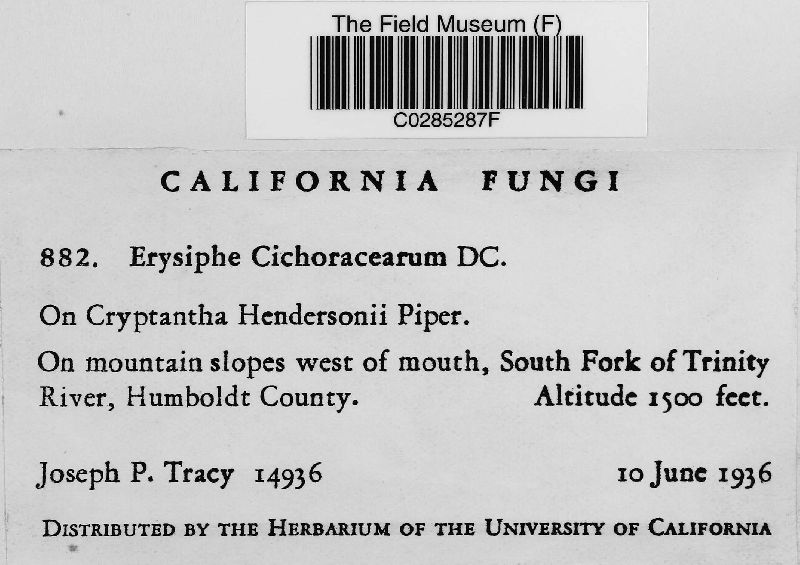 The Field Museum (F)
C0285287F
CALIFORNIA FUNGI
882. Erysiphe Cichoracearum DC.
On Cryptantha Hendersonii Piper.
On mountain slopes west of mouth, South Fork of Trinity
River, Humboldt County. Altitude 1500 feet.
Joseph P. Tracy 14936 10 June 1936
DISTRIBUTED BY THE HERBARIUM OF THE UNIVERSITY OF CALIFORNIA